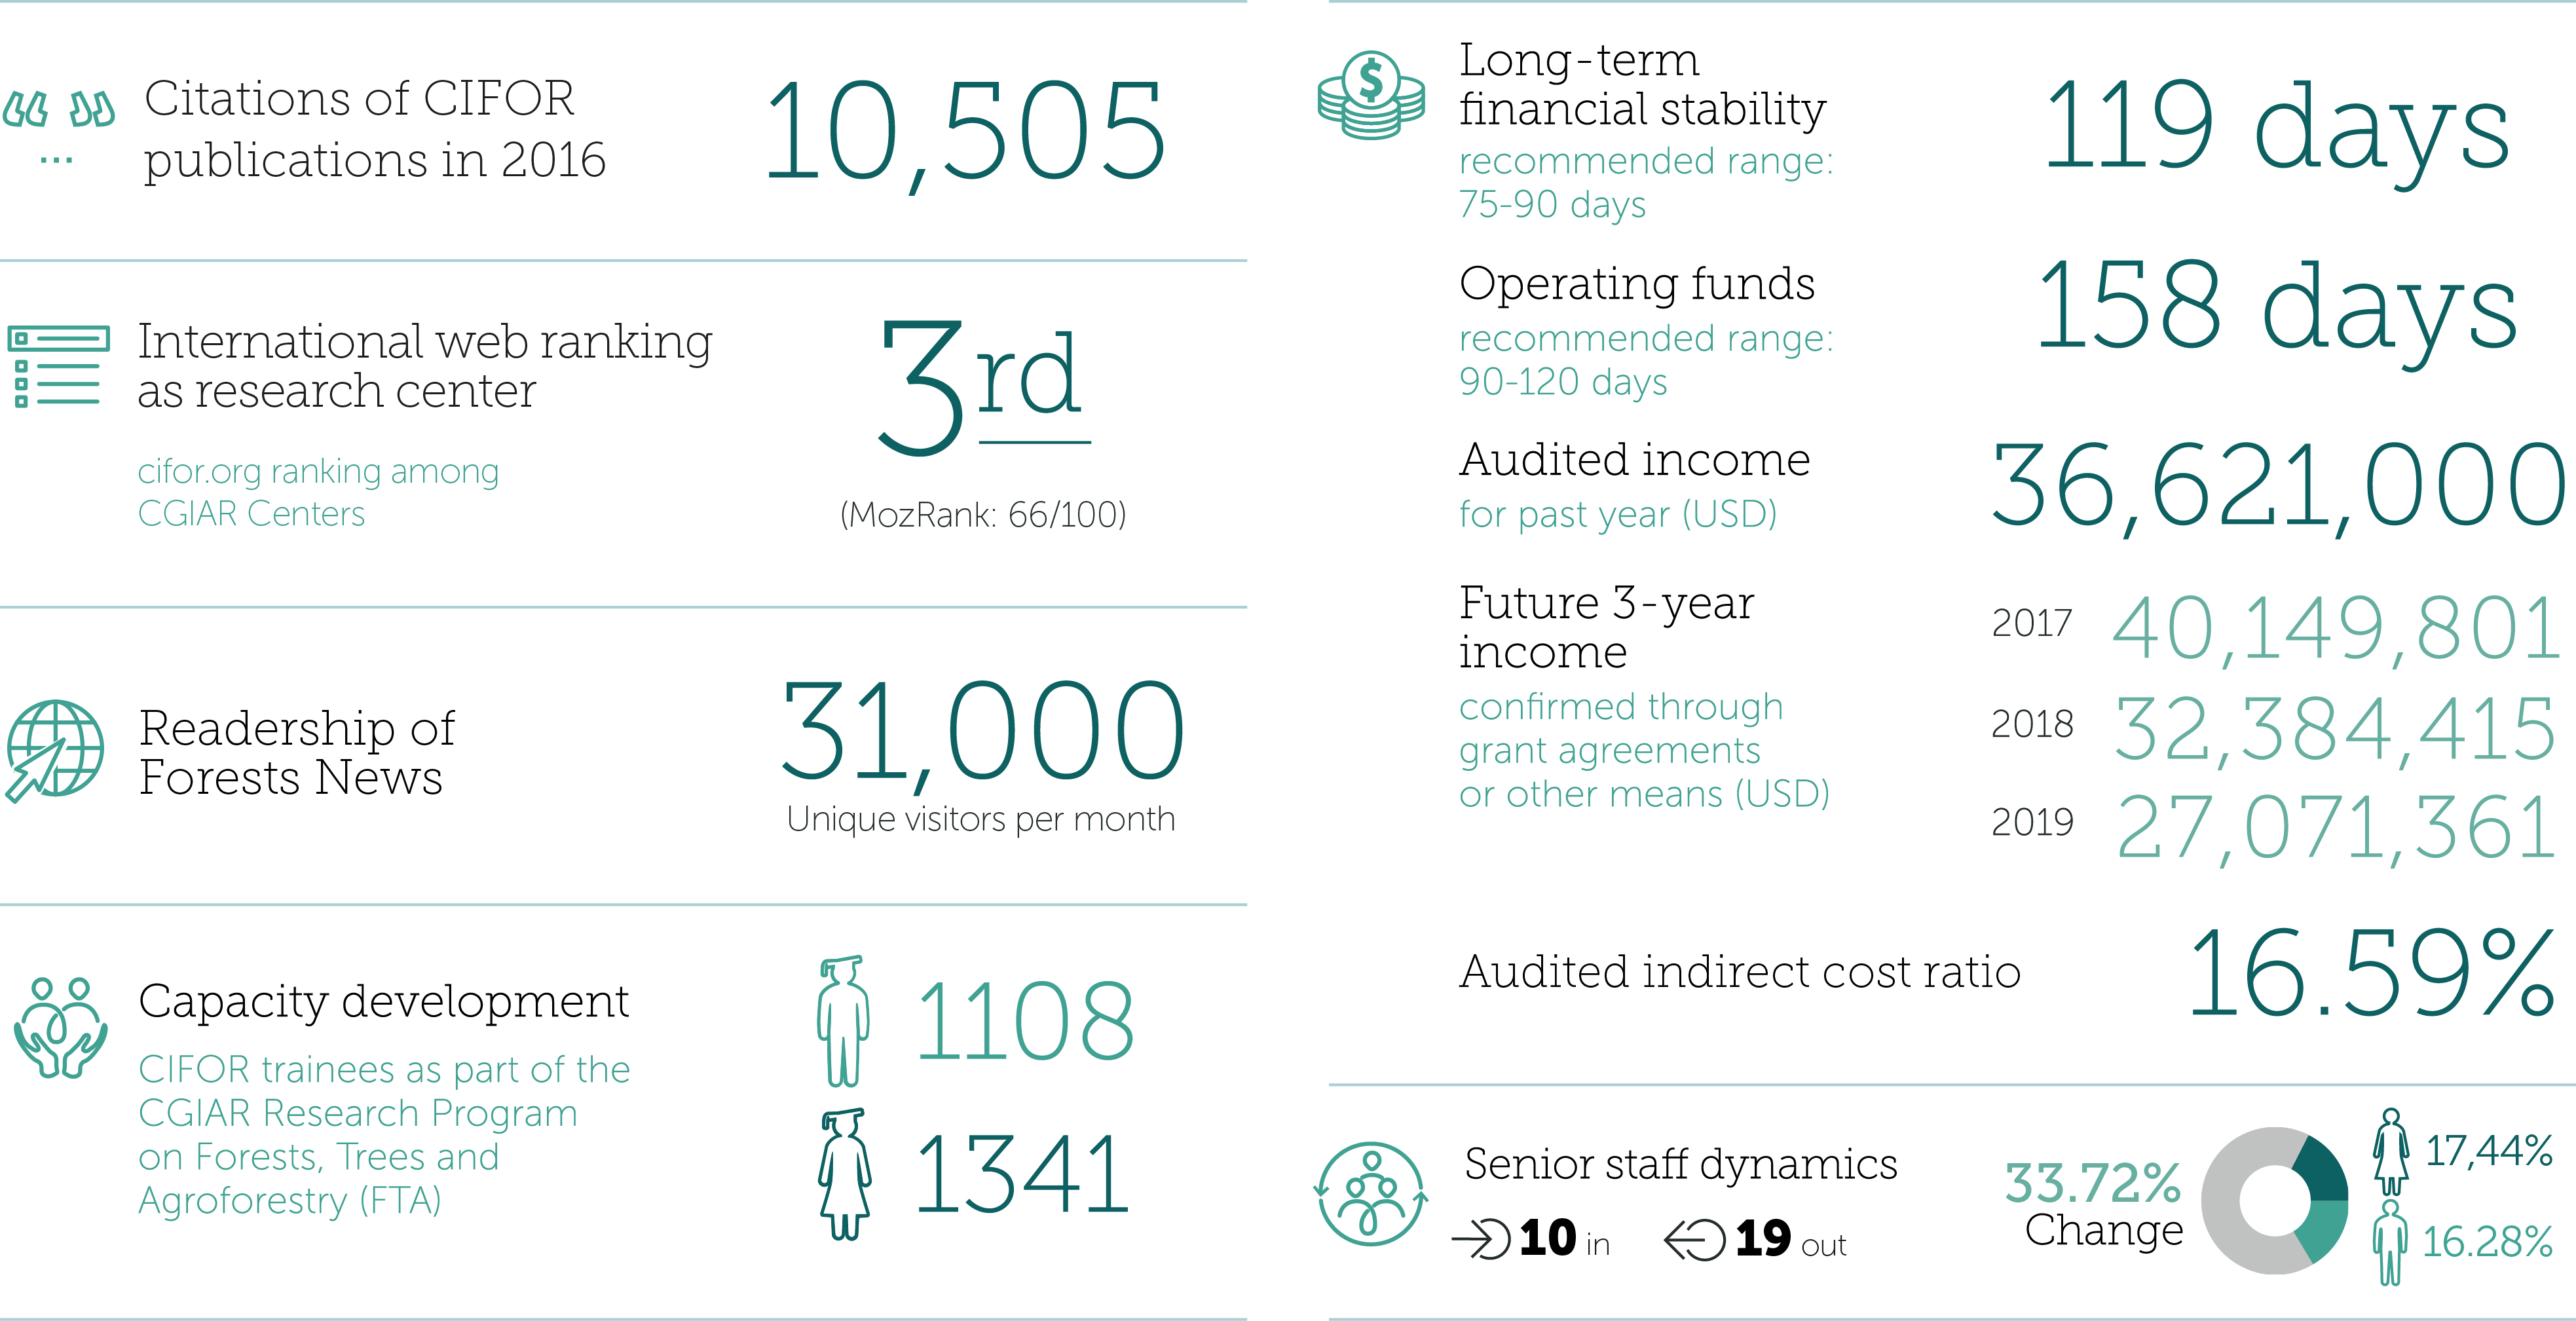 Citations of CIFOR
publications in 2016
10,505
International web ranking
as research center
cifor.org ranking among
CGIAR Centers
3rd
(MozRank: 66/100)
Readership of
Forests News
31,000
Unique visitors per month
Capacity development
CIFOR trainees as part of the
CGIAR Research Program
on Forests, Trees and
Agroforestry (FTA)
1108
1341
Long-term
financial stability
recommended range:
75-90 days
119 days
Operating funds
recommended range:
90-120 days
158 days
Audited income
for past year (USD)
36,621,000
Future 3-year
income
confirmed through
grant agreements
or other means (USD)
2017 40,149,801
2018 32,384,415
2019 27,071,361
Audited indirect cost ratio
16.59%
Senior staff dynamics
10 in 19 out
33.72%
Change
17,44%
16.28%